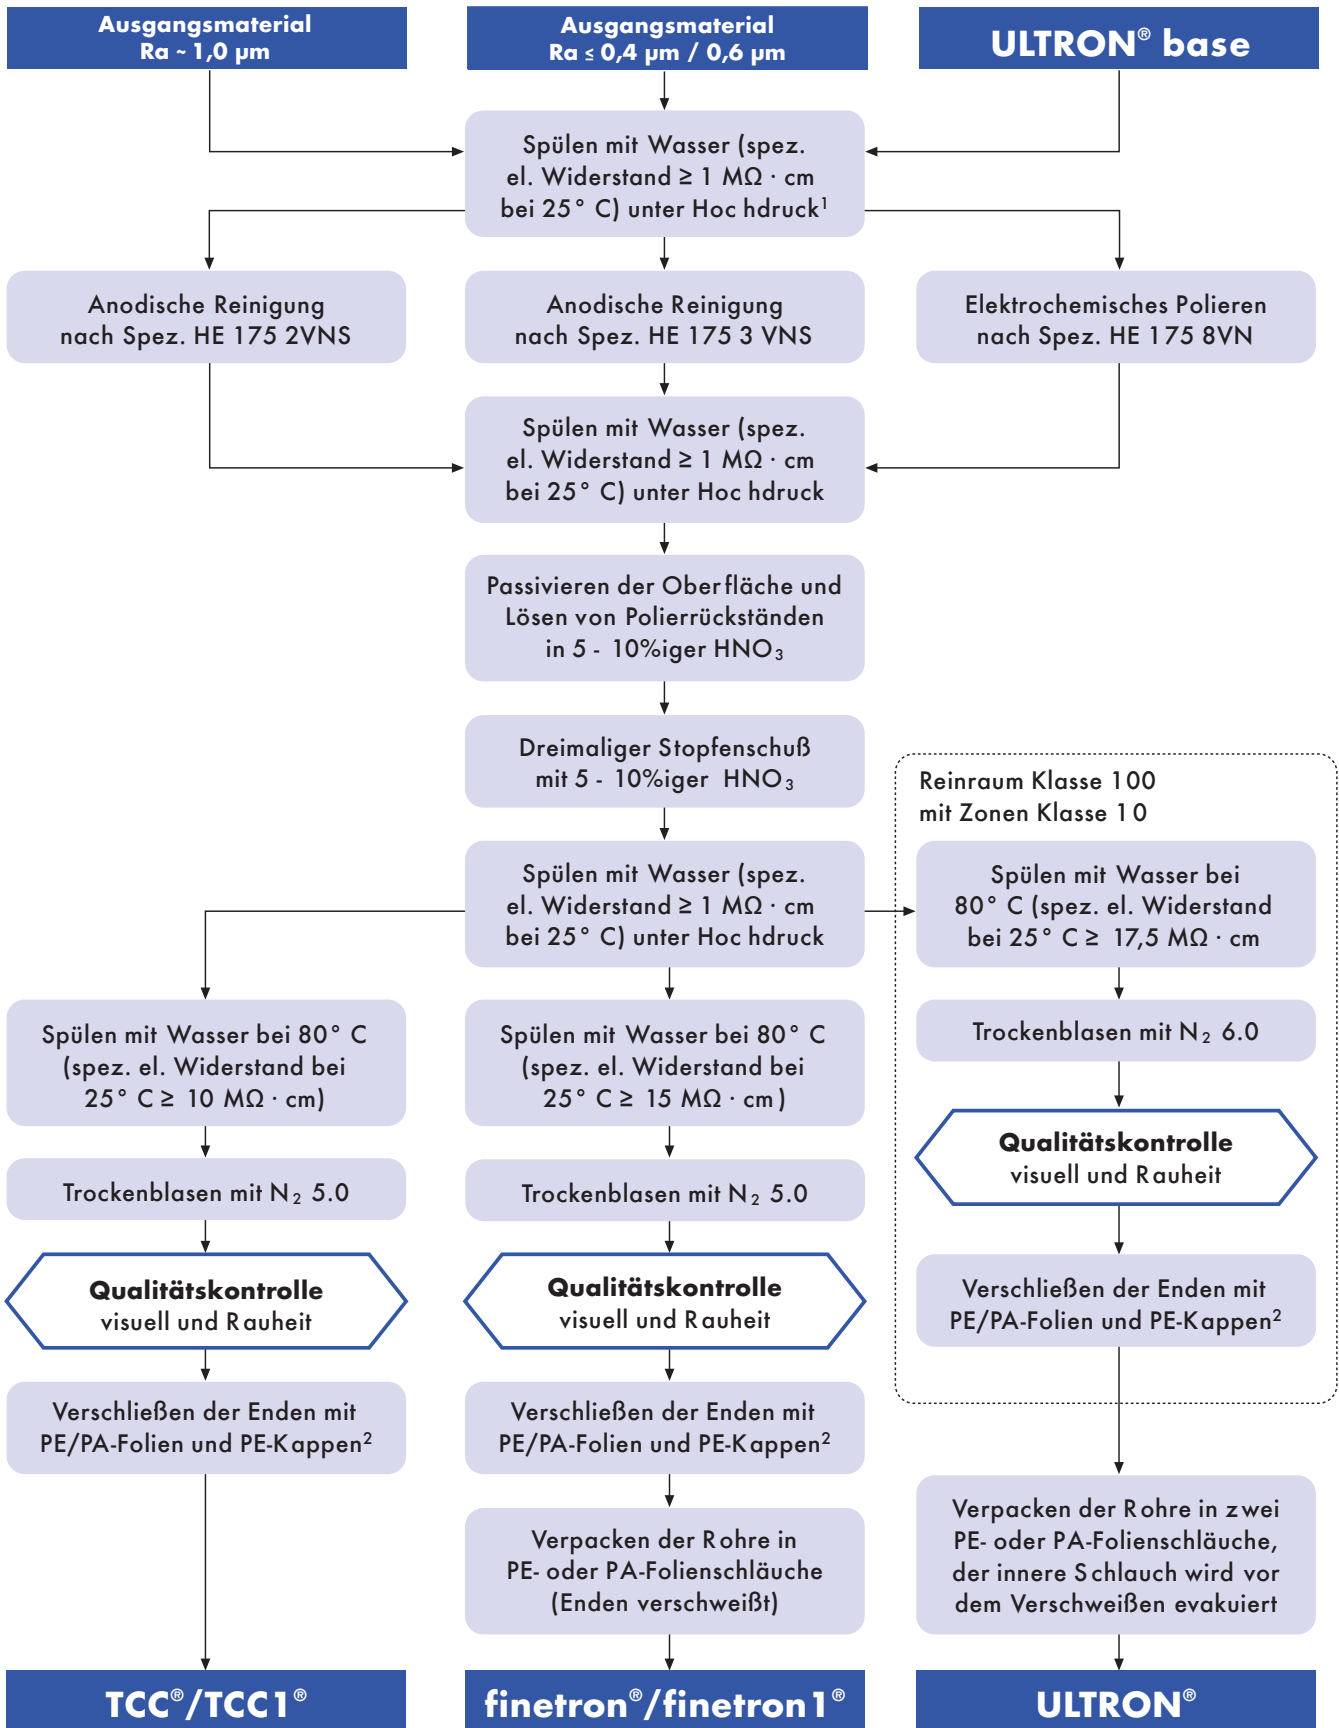 Ausgangsmaterial
Ra ~ 1,0 µm
Ausgangsmaterial
Ra ≤ 0,4 µm / 0,6 µm
ULTRON® base
Spülen mit Wasser (spez.
el. Widerstand ≥ 1 MΩ · cm
bei 25° C) unter Hoc hdruck¹
Anodische Reinigung
nach Spez. HE 175 2VNS
Anodische Reinigung
nach Spez. HE 175 3 VNS
Elektrochemisches Polieren
nach Spez. HE 175 8VN
Spülen mit Wasser (spez.
el. Widerstand ≥ 1 MΩ · cm
bei 25° C) unter Hoc hdruck
Passivieren der Oberfläche und
Lösen von Polierrückständen
in 5 - 10%iger HNO₃
Dreimaliger Stopfenschuß
mit 5 - 10%iger HNO₃
Reinraum Klasse 100
mit Zonen Klasse 10
Spülen mit Wasser (spez.
el. Widerstand ≥ 1 MΩ · cm
bei 25° C) unter Hoc hdruck
Spülen mit Wasser bei
80° C (spez. el. Widerstand
bei 25° C ≥ 17,5 MΩ · cm
Trockenblasen mit N₂ 6.0
Qualitätskontrolle
visuell und Rauheit
Verschließen der Enden mit
PE/PA-Folien und PE-Kappen²
Spülen mit Wasser bei 80° C
(spez. el. Widerstand bei
25° C ≥ 10 MΩ · cm)
Spülen mit Wasser bei 80° C
(spez. el. Widerstand bei
25° C ≥ 15 MΩ · cm)
Trockenblasen mit N₂ 5.0
Trockenblasen mit N₂ 5.0
Qualitätskontrolle
visuell und Rauheit
Qualitätskontrolle
visuell und Rauheit
Verschließen der Enden mit
PE/PA-Folien und PE-Kappen²
Verschließen der Enden mit
PE/PA-Folien und PE-Kappen²
Verpacken der Rohre in
PE- oder PA-Folienschläuche
(Enden verschweißt)
Verpacken der Rohre in zwei
PE- oder PA-Folienschläuche,
der innere Schlauch wird vor
dem Verschweißen evakuiert
TCC®/TCC1®
finetron®/finetron1®
ULTRON®